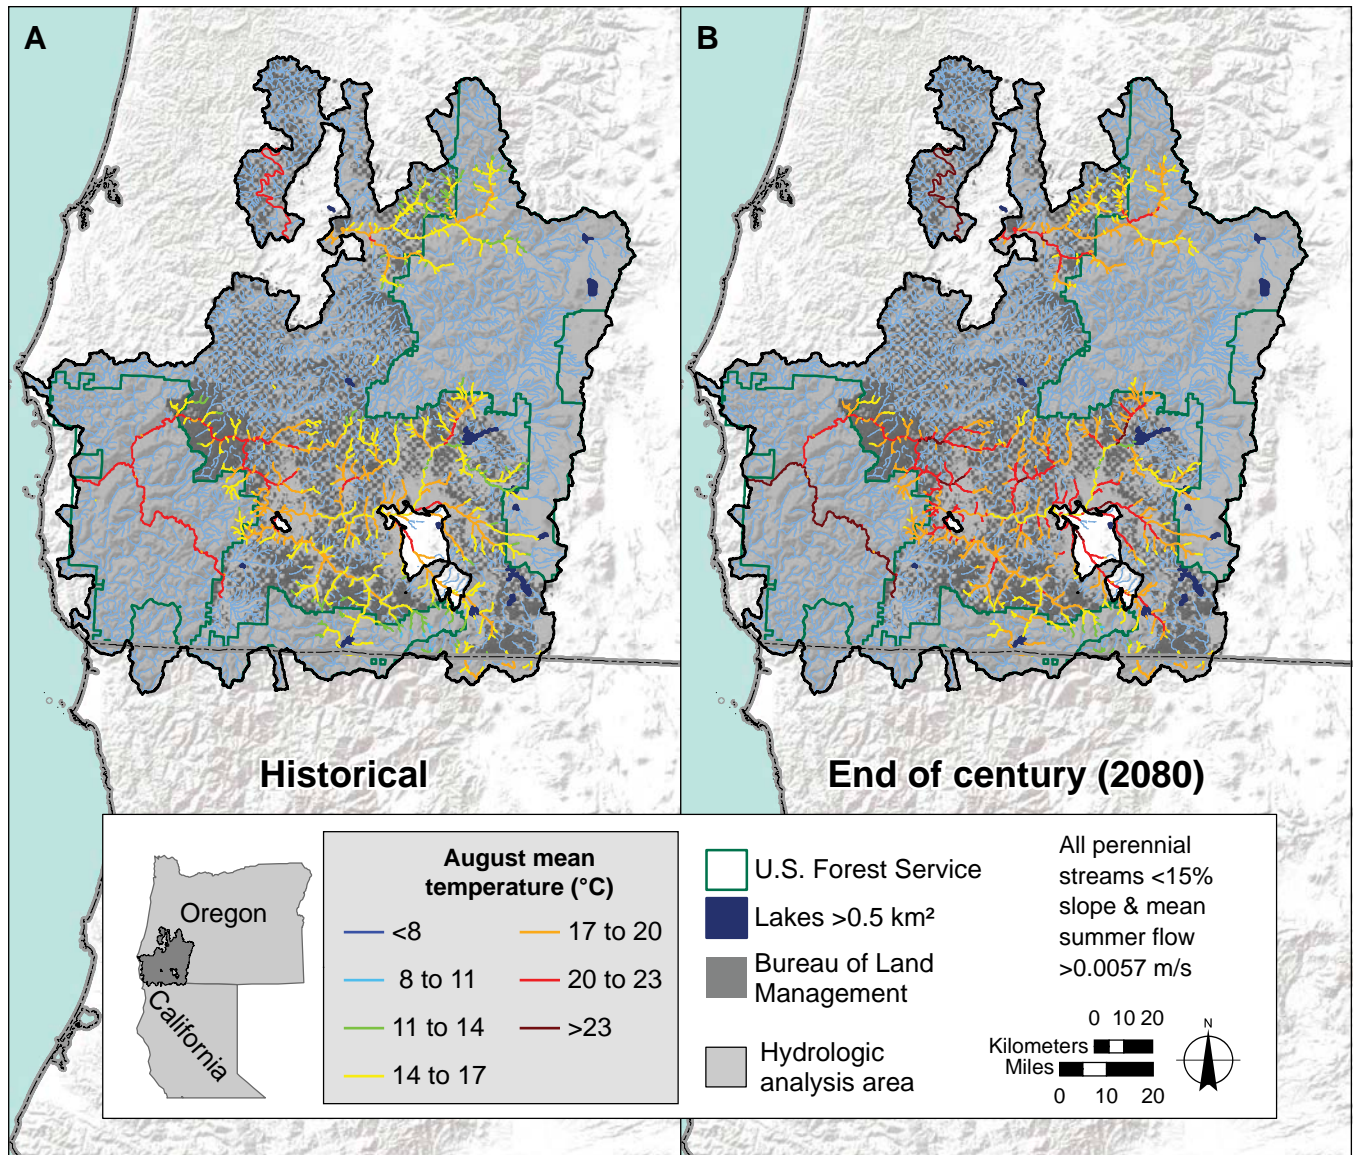 A
B
Historical
End of century (2080)
Oregon
California
August mean
temperature (°C)
<8
8 to 11
11 to 14
14 to 17
17 to 20
20 to 23
>23
U.S. Forest Service
Lakes >0.5 km²
Bureau of Land
Management
Hydrologic
analysis area
All perennial
streams <15%
slope & mean
summer flow
>0.0057 m/s
0 10 20
Kilometers
Miles
0 10 20
N